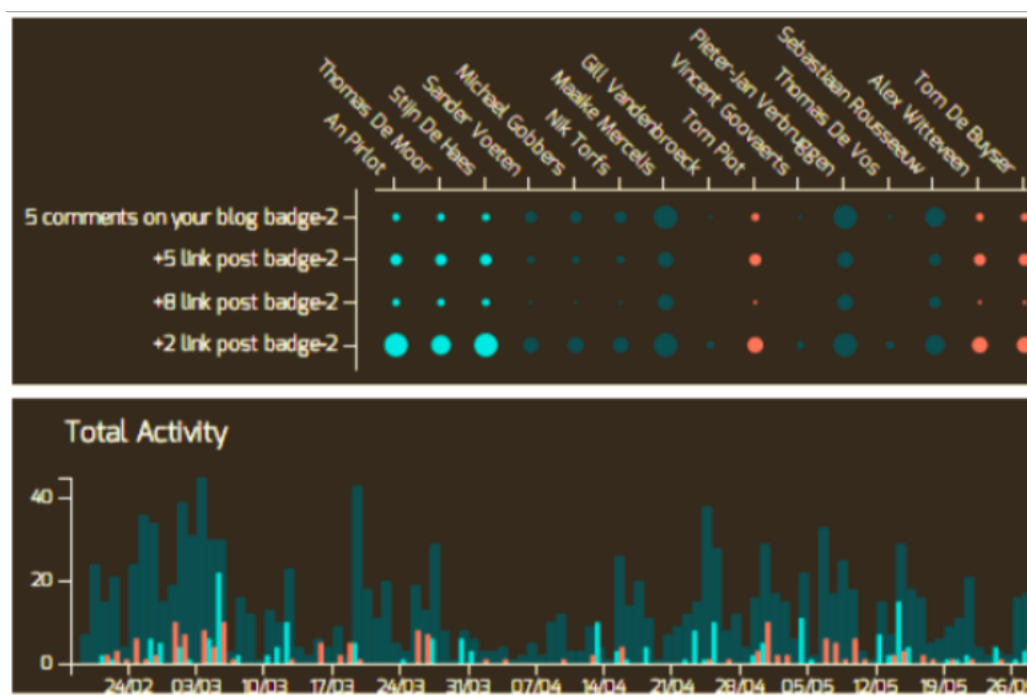 An Pirlot
Thomas De Moor
Stijn De Haes
Sander Voeten
Michael Gobbers
Nik Torfs
Maaike Mercels
Gill Vandenbroeck
Tom Plot
Vincent Goovaerts
Pieter-Jan Verbruggen
Thomas De Vos
Sebastiaan Rousseeuw
Alex Witteveen
Tom De Buyser
5 comments on your blog badge-2
+5 link post badge-2
+8 link post badge-2
+2 link post badge-2
Total Activity
40
20
0
24/02 03/03 10/03 17/03 24/03 31/03 07/04 14/04 21/04 28/04 05/05 12/05 19/05 26/0